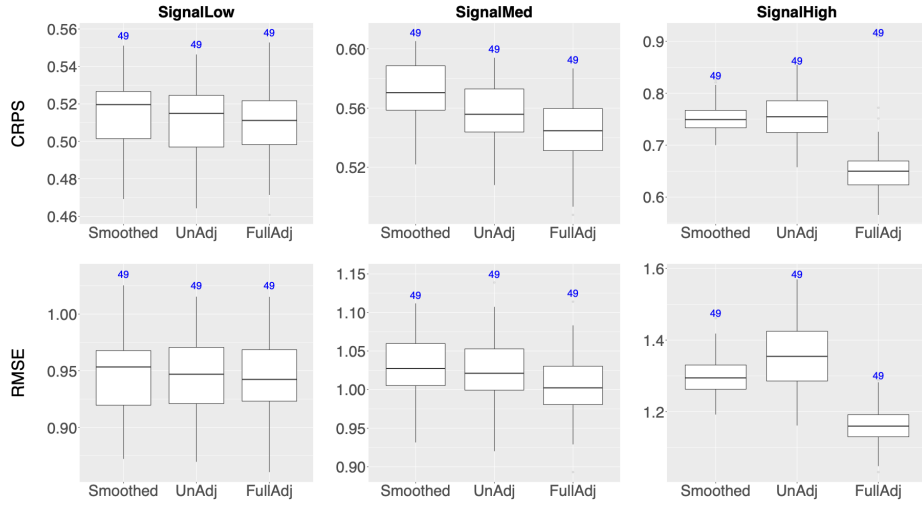 SignalLow SignalMed SignalHigh
CRPS
0.56
0.54
0.52
0.50
0.48
0.46
49 49 49
Smoothed UnAdj FullAdj
0.60
0.56
0.52
49 49 49
Smoothed UnAdj FullAdj
0.9
0.8
0.7
0.6
49 49 49
Smoothed UnAdj FullAdj
RMSE
1.00
0.95
0.90
49 49 49
Smoothed UnAdj FullAdj
1.15
1.10
1.05
1.00
0.95
0.90
49 49 49
Smoothed UnAdj FullAdj
1.6
1.4
1.2
49 49 49
Smoothed UnAdj FullAdj